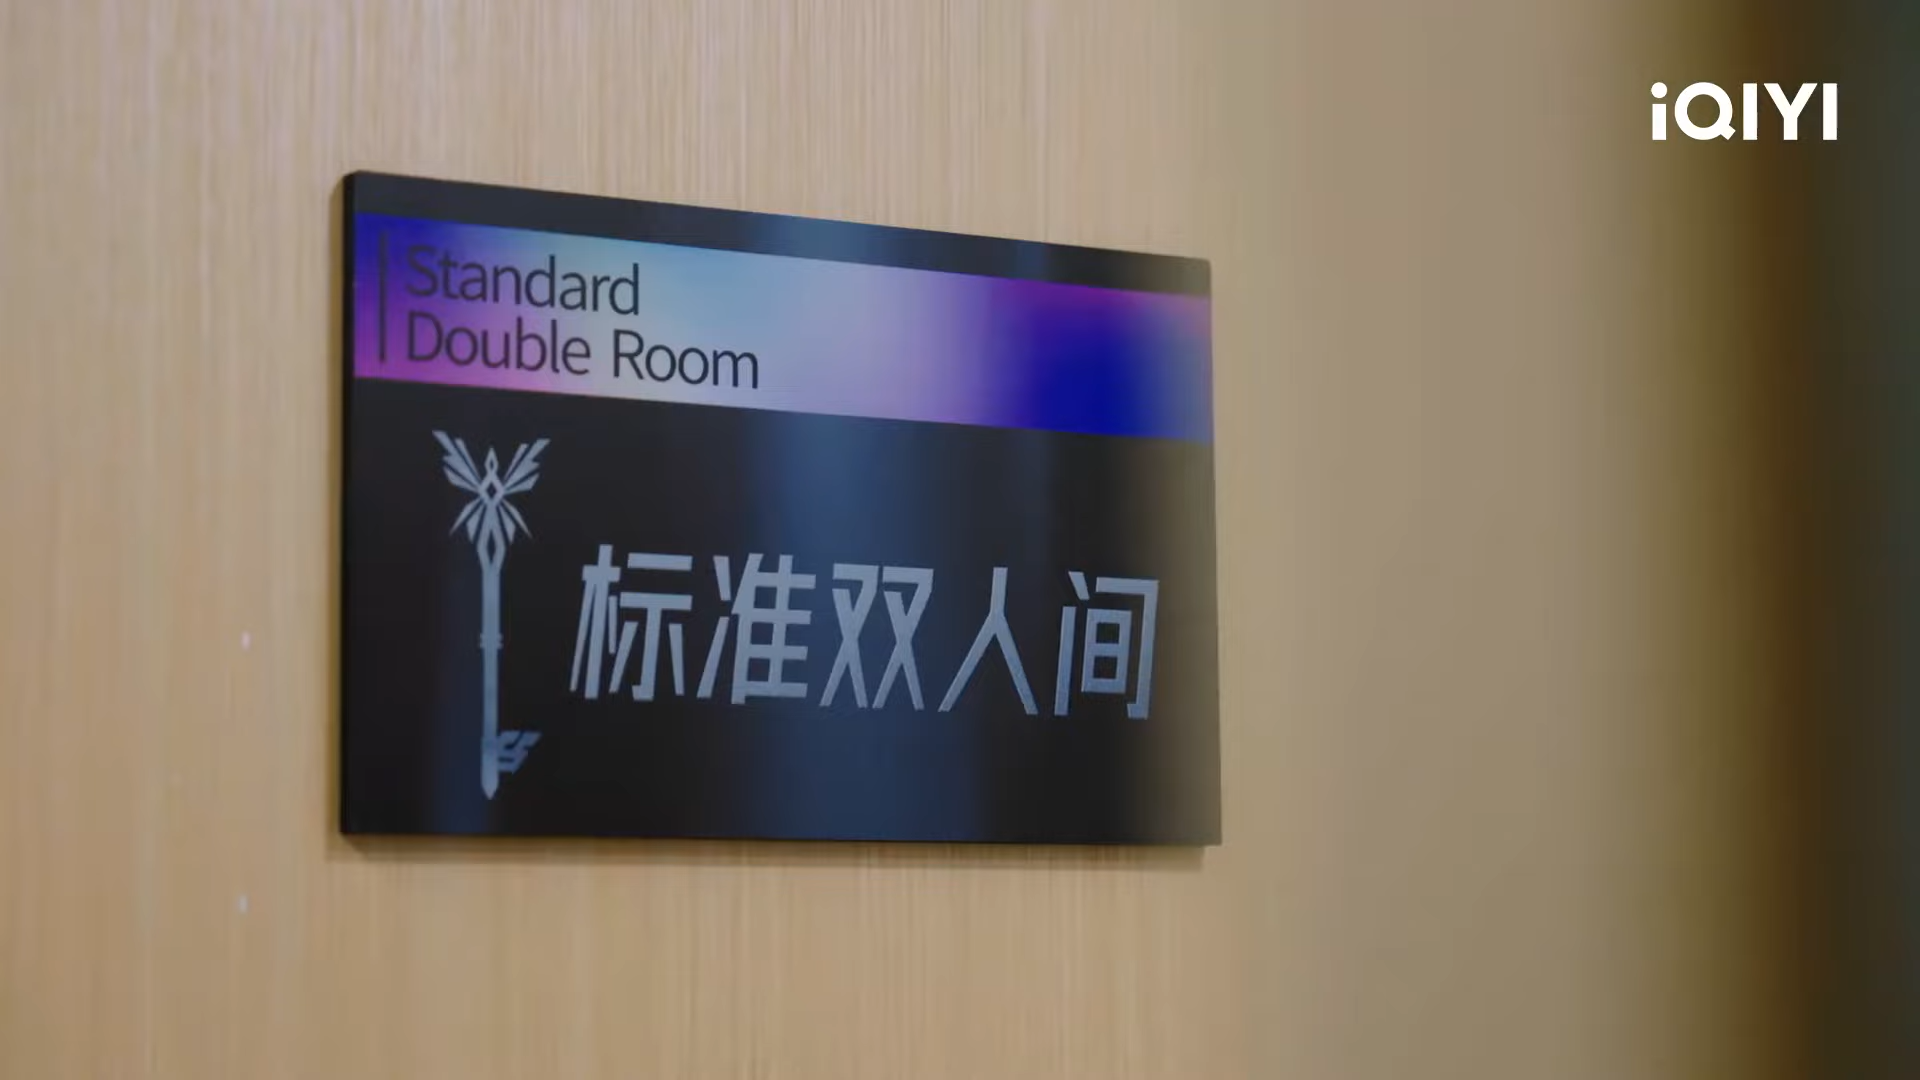 iQIYI
Standard
Double Room
标准双人间